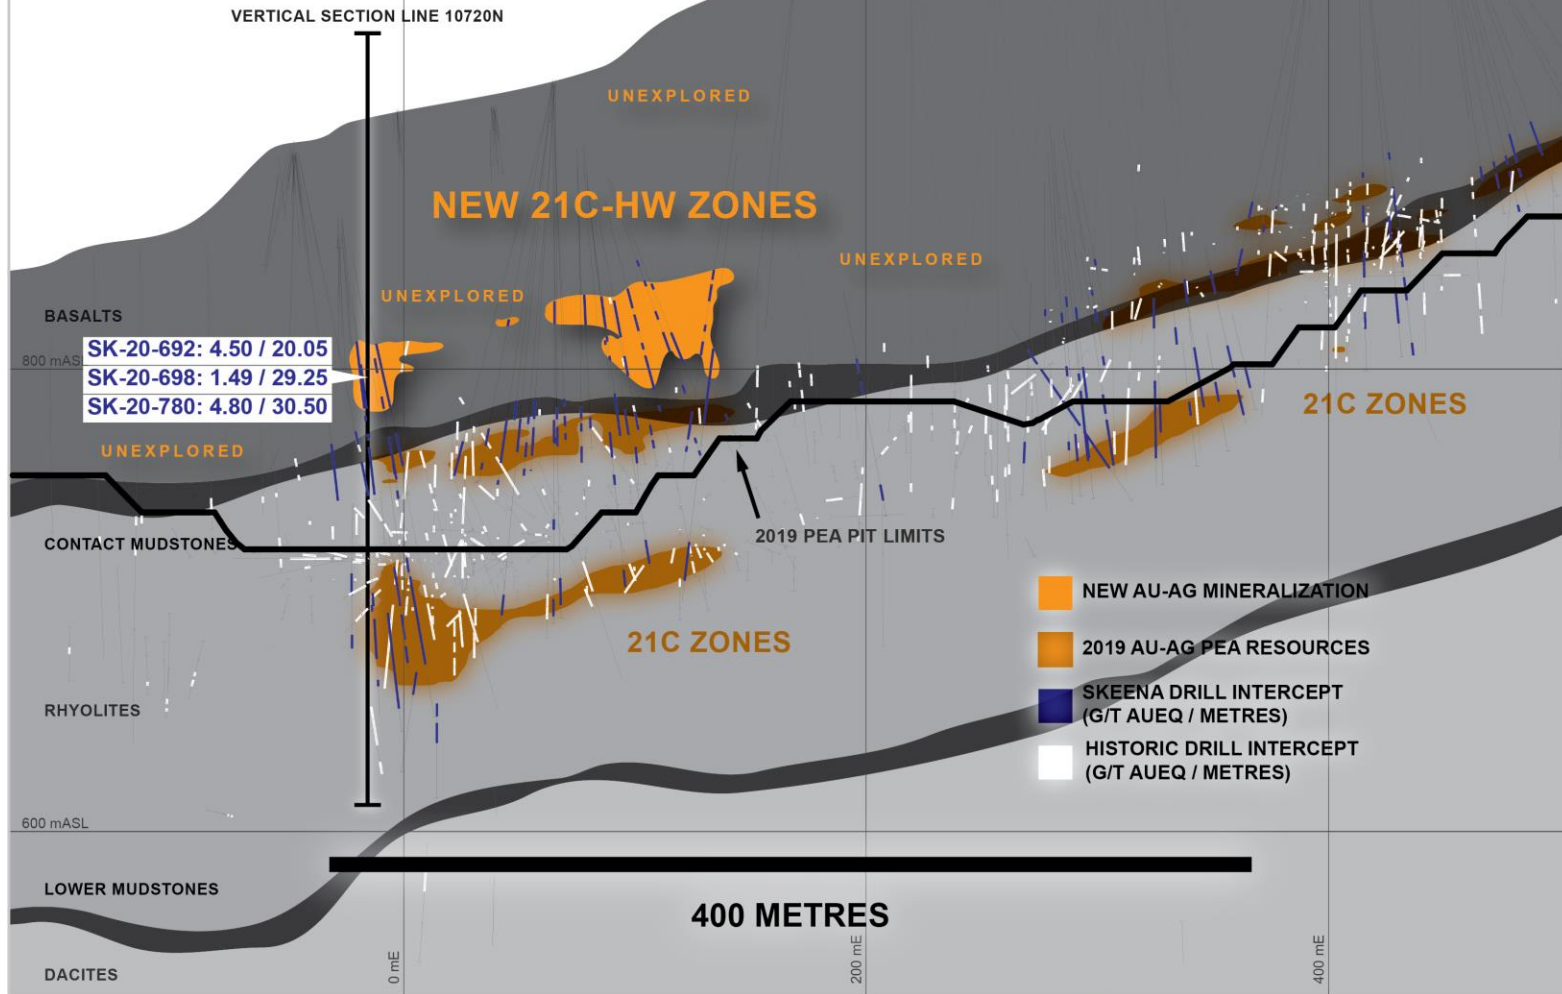 VERTICAL SECTION LINE 10720N
UNEXPLORED
NEW 21C-HW ZONES
UNEXPLORED
UNEXPLORED
BASALTS
SK-20-692: 4.50 / 20.05
800 mASL
SK-20-698: 1.49 / 29.25
SK-20-780: 4.80 / 30.50
21C ZONES
UNEXPLORED
2019 PEA PIT LIMITS
CONTACT MUDSTONES
NEW AU-AG MINERALIZATION
21C ZONES
2019 AU-AG PEA RESOURCES
SKEENA DRILL INTERCEPT
(G/T AUEQ / METRES)
RHYOLITES
HISTORIC DRILL INTERCEPT
(G/T AUEQ / METRES)
600 mASL
LOWER MUDSTONES
400 METRES
0 mE
200 mE
400 mE
DACITES